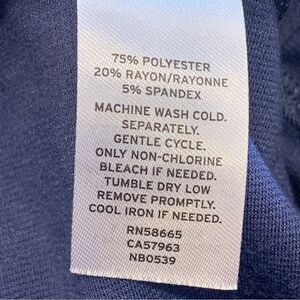 75% POLYESTER
20% RAYON/RAYONNE
5% SPANDEX
MACHINE WASH COLD.
SEPARATELY.
GENTLE CYCLE.
ONLY NON-CHLORINE
BLEACH IF NEEDED.
TUMBLE DRY LOW
REMOVE PROMPTLY.
COOL IRON IF NEEDED.
RN58665
CA57963
NB0539